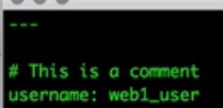 ---
# This is a comment
username: web1_user